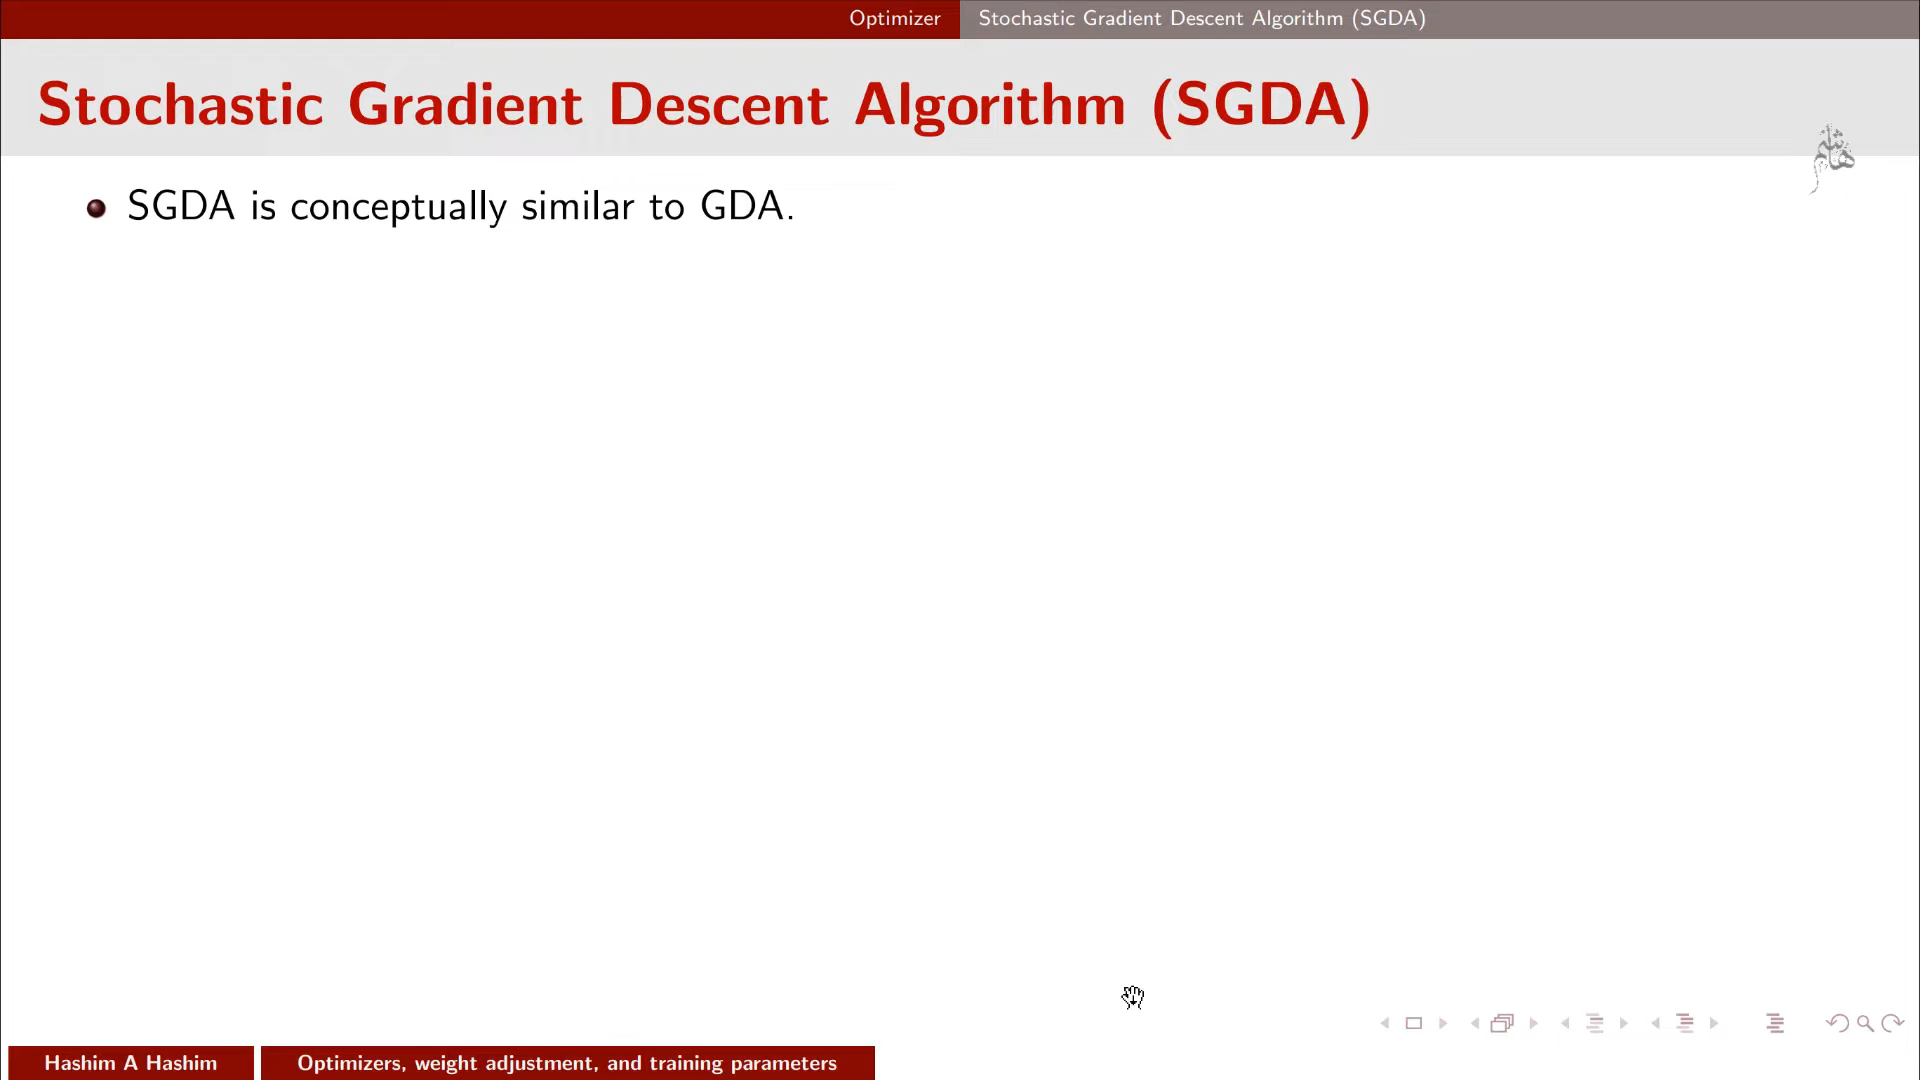 Optimizer
Stochastic Gradient Descent Algorithm (SGDA)
Stochastic Gradient Descent Algorithm (SGDA)
هاشم
SGDA is conceptually similar to GDA.
Hashim A Hashim
Optimizers, weight adjustment, and training parameters